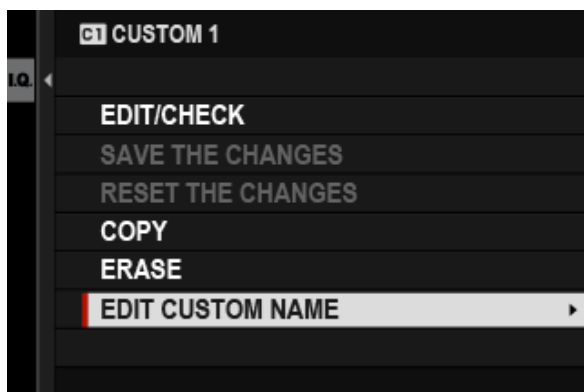 C1 CUSTOM 1
I.Q.
EDIT/CHECK
SAVE THE CHANGES
RESET THE CHANGES
COPY
ERASE
EDIT CUSTOM NAME